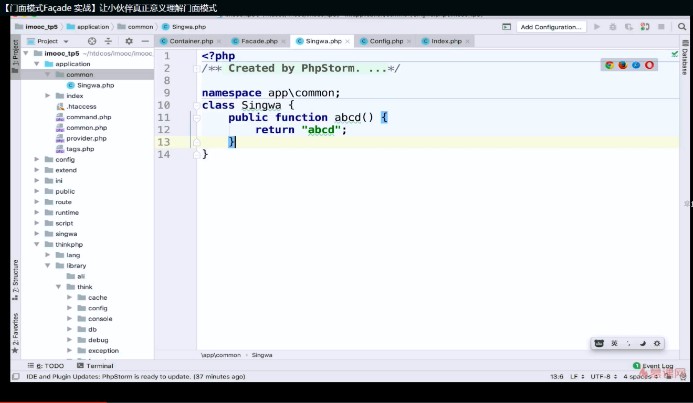 【门面模式Façade 实战】让小伙伴真正意义理解门面模式
imooc_tp5 application common Singwa.php
Add Configuration...
Project
Container.php Facade.php Singwa.php Config.php Index.php
imooc_tp5 ~/htdocs/imooc/imooc
application
common
Singwa.php
index
.htaccess
command.php
common.php
provider.php
tags.php
config
extend
ini
public
route
runtime
script
singwa
thinkphp
lang
library
think
cache
config
console
db
debug
exception
1 <?php
2 /** Created by PhpStorm. ...*/
8
9 namespace app\common;
10 class Singwa {
11 public function abcd() {
12 return "abcd";
13 }
14 }
1: Project
Database
2: Structure
2: Favorites
英
\app\common Singwa
6: TODO Terminal
1 Event Log
IDE and Plugin Updates: PhpStorm is ready to update. (37 minutes ago)
13:6 LF UTF-8 4 spaces